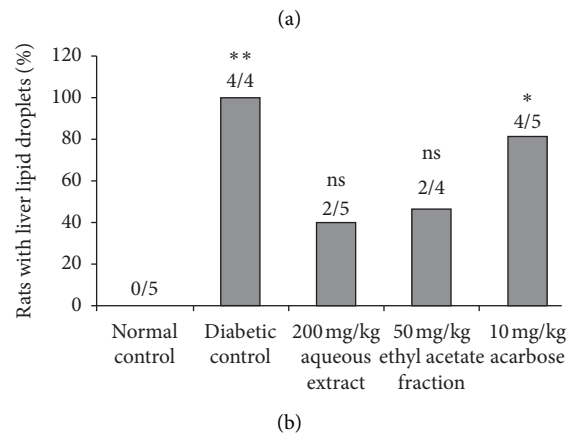 (a)
Rats with liver lipid droplets (%)
120
100
80
60
40
20
0
0/5
**
4/4
ns
2/5
ns
2/4
*
4/5
Normal
control
Diabetic
control
200 mg/kg
aqueous
extract
50 mg/kg
ethyl acetate
fraction
10 mg/kg
acarbose
(b)